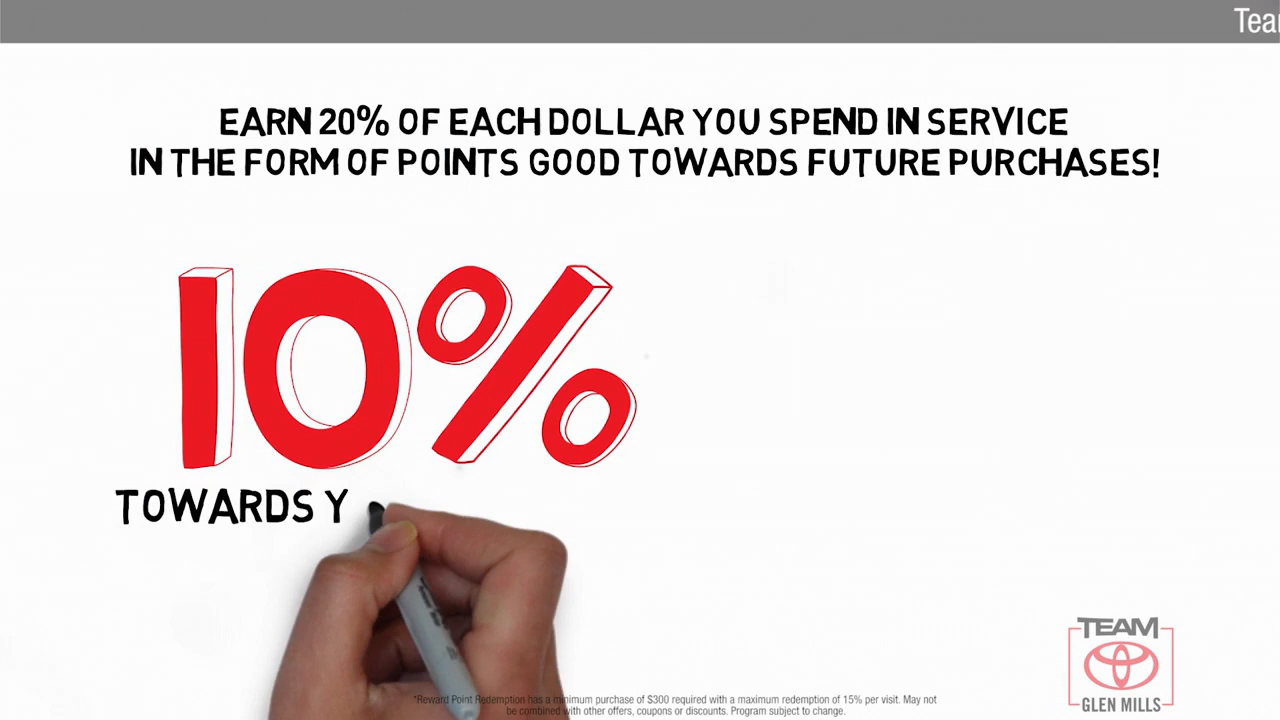 Tea
EARN 20% OF EACH DOLLAR YOU SPEND IN SERVICE
IN THE FORM OF POINTS GOOD TOWARDS FUTURE PURCHASES!
10%
TOWARDS Y
*Reward Point Redemption has a minimum purchase of $300 required with a maximum redemption of 15% per visit. May not
be combined with other offers, coupons or discounts. Program subject to change.
TEAM
GLEN MILLS